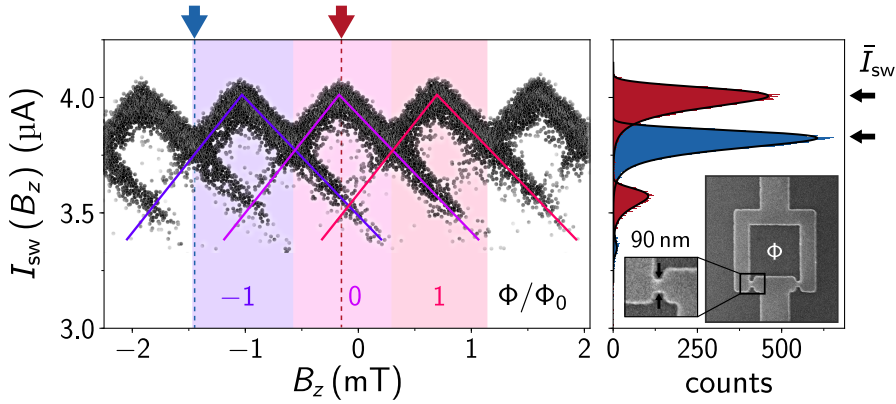 I_sw (B_z) (μA)
4.0
3.5
3.0
−1 0 1 Φ/Φ_0
−2 −1 0 1 2
B_z (mT)
Ī_sw
90 nm
Φ
0 250 500
counts